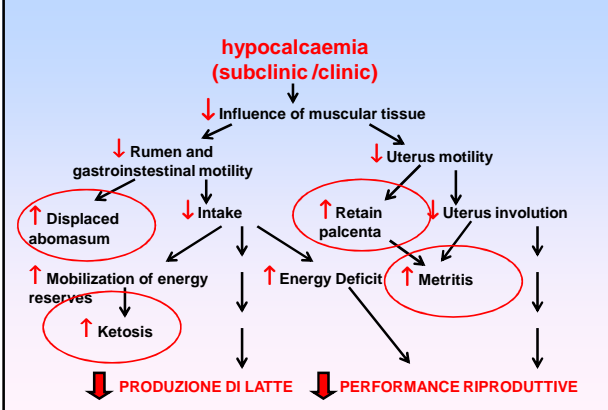 hypocalcaemia
(subclinic /clinic)
↓ Influence of muscular tissue
↓ Rumen and
gastroinstestinal motility
↓ Uterus motility
↑ Displaced
abomasum
↓ Intake
↑ Retain
palcenta
↓ Uterus involution
↑ Mobilization of energy
reserves
↑ Energy Deficit
↑ Metritis
↑ Ketosis
PRODUZIONE DI LATTE
PERFORMANCE RIPRODUTTIVE